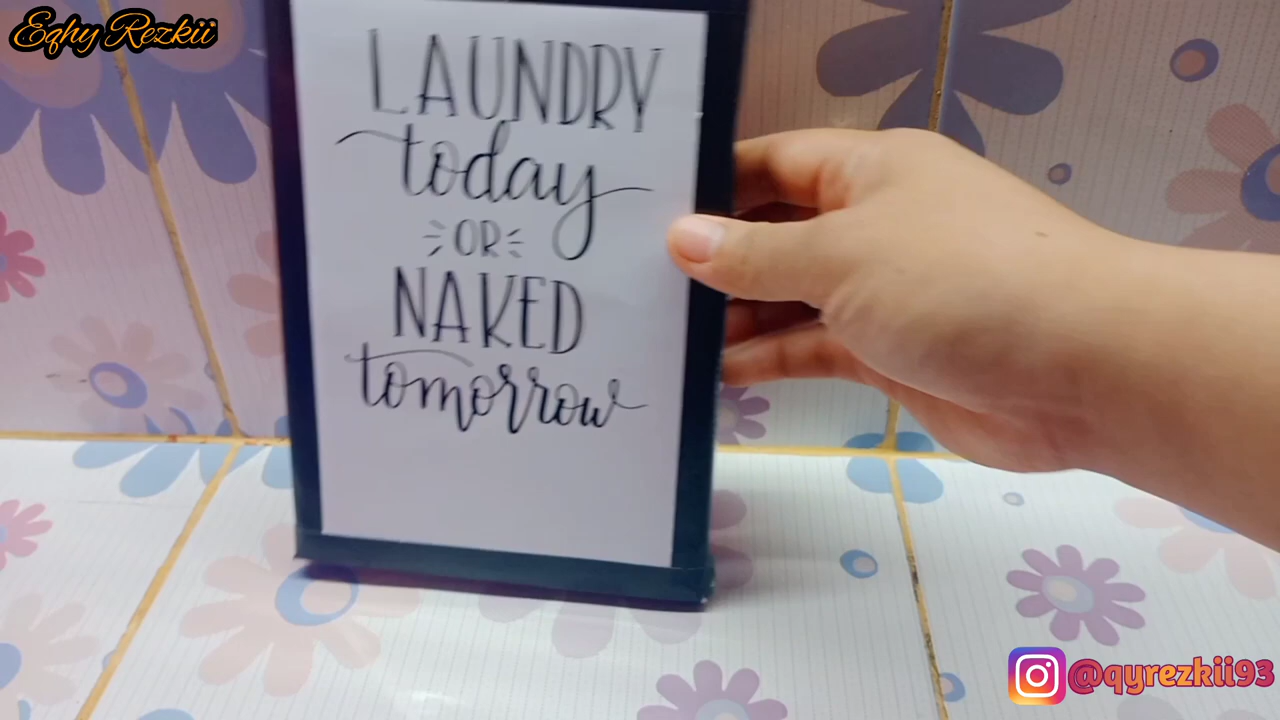 Eqhy Rezkii
LAUNDRY
today
OR
NAKED
tomorrow
@qyrezkii93